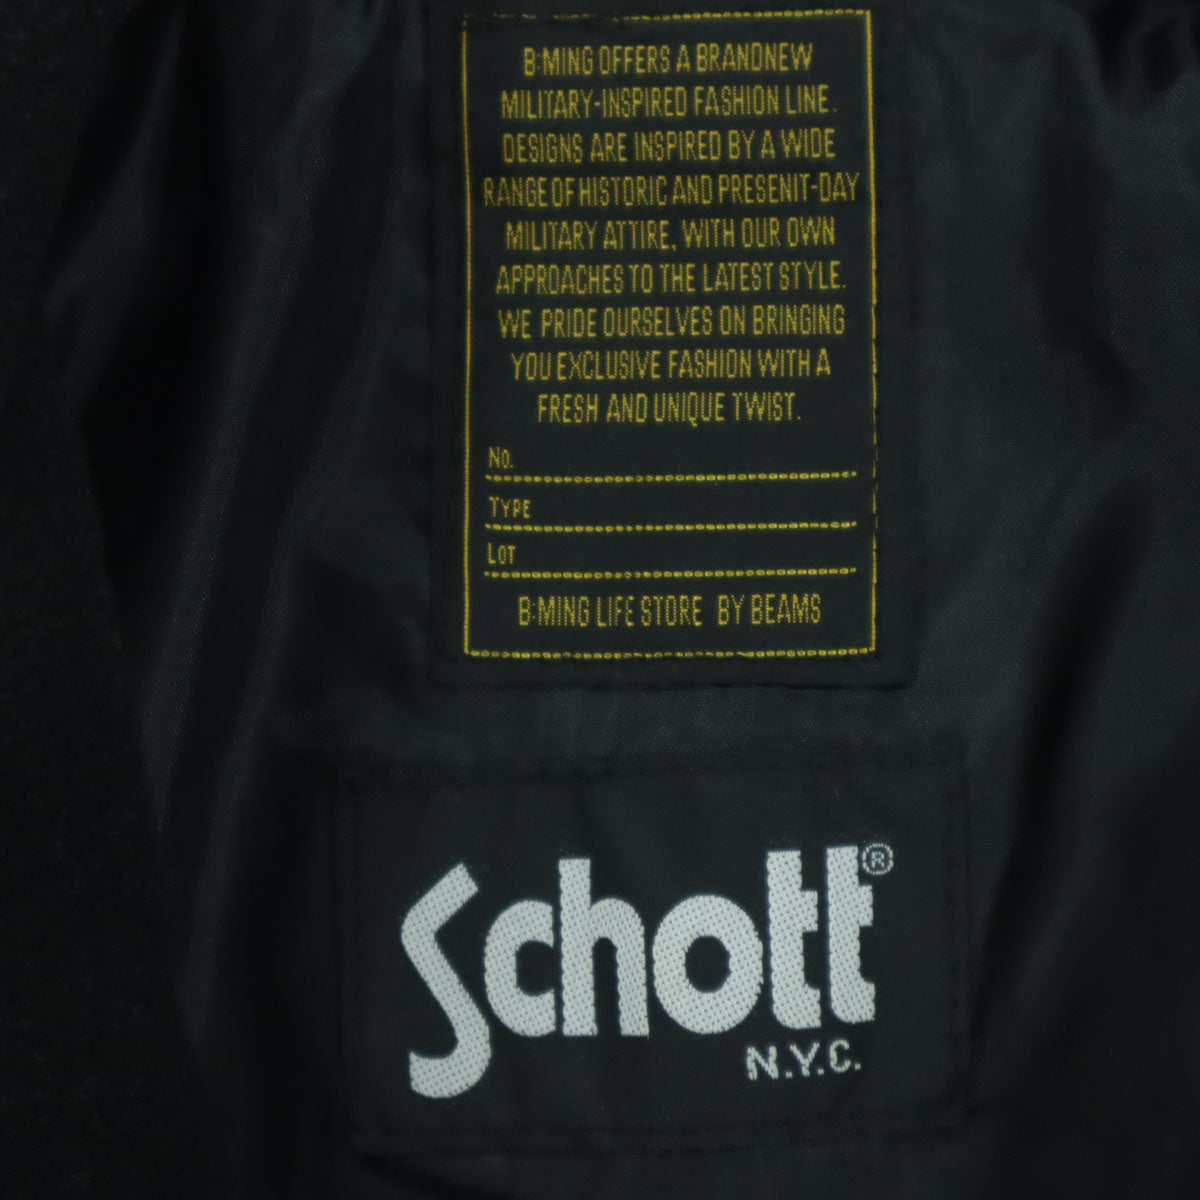 B:MING OFFERS A BRANDNEW
MILITARY-INSPIRED FASHION LINE.
DESIGNS ARE INSPIRED BY A WIDE
RANGE OF HISTORIC AND PRESENIT-DAY
MILITARY ATTIRE, WITH OUR OWN
APPROACHES TO THE LATEST STYLE.
WE PRIDE OURSELVES ON BRINGING
YOU EXCLUSIVE FASHION WITH A
FRESH AND UNIQUE TWIST.
NO.
TYPE
LOT
B:MING LIFE STORE BY BEAMS
Schott®
N.Y.C.